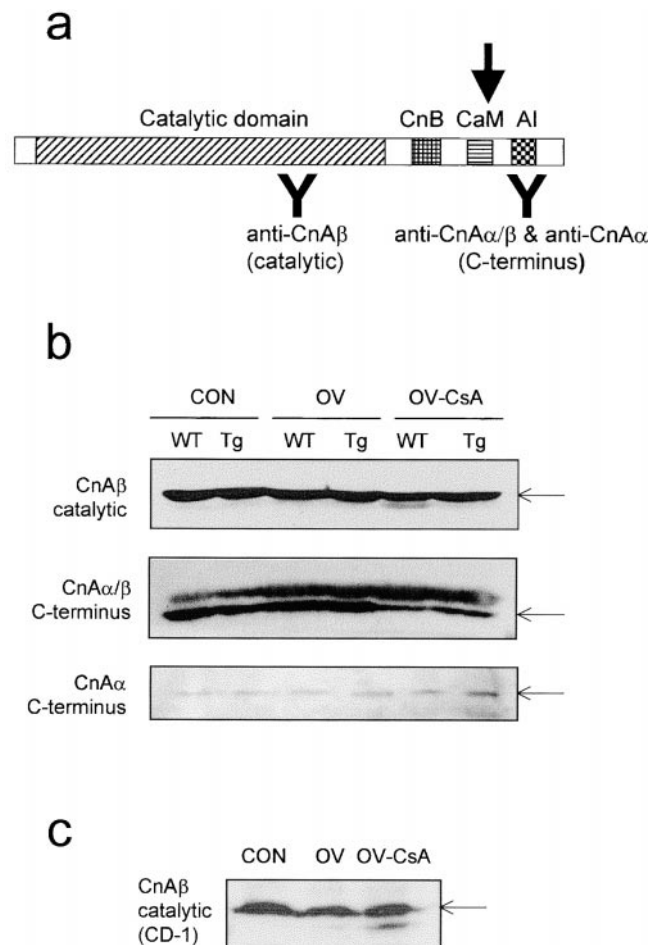 a
Catalytic domain CnB CaM AI
anti-CnAβ anti-CnAα/β & anti-CnAα
(catalytic) (C-terminus)
b
CON OV OV-CsA
WT Tg WT Tg WT Tg
CnAβ
catalytic
CnAα/β
C-terminus
CnAα
C-terminus
c
CON OV OV-CsA
CnAβ
catalytic
(CD-1)